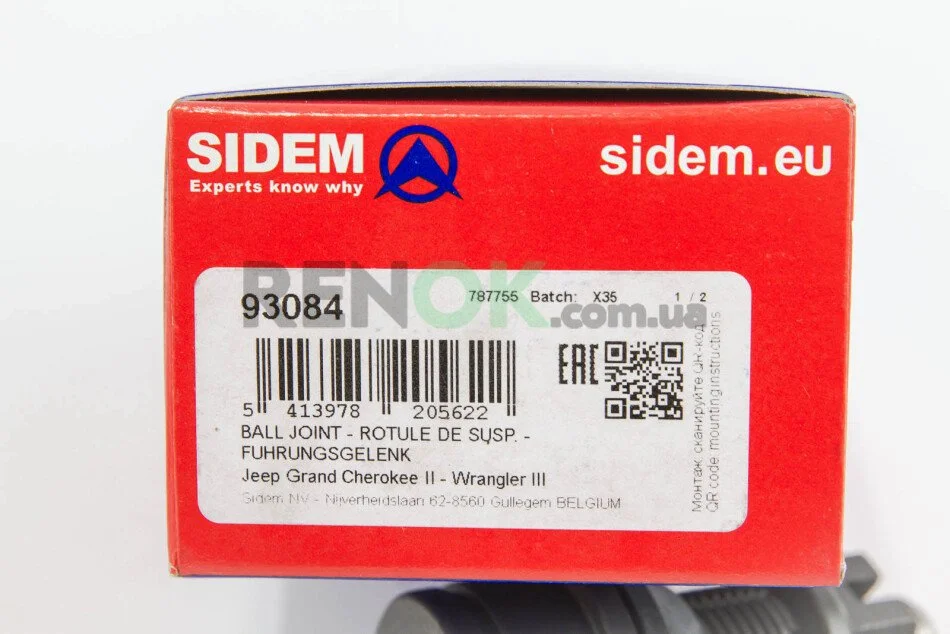 SIDEM
Experts know why
sidem.eu
RENOK.com.ua
93084
787755 Batch: X35 1 / 2
EAC
5 413978 205622
BALL JOINT - ROTULE DE SUSP. -
FUHRUNGSGELENK
Jeep Grand Cherokee II - Wrangler III
Sidem NV - Nijverheidslaan 62-8560 Gullegem BELGIUM
Монтаж: сканируйте QR-код
QR code: mounting instructions